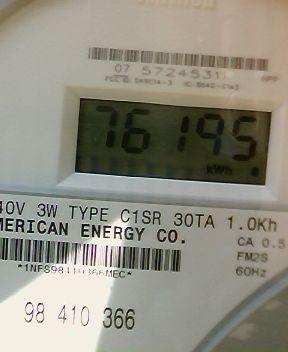 07 5724531
76195
kWh
40V 3W TYPE C1SR 30TA 1.0Kh
MERICAN ENERGY CO.
CA 0.5
FM2S
60Hz
*1NF898410366MEC*
98 410 366